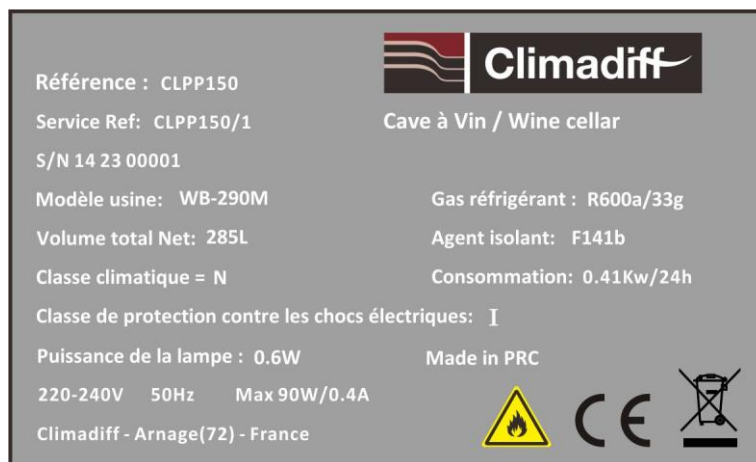 Climadiff
Référence : CLPP150
Service Ref: CLPP150/1
Cave à Vin / Wine cellar
S/N 14 23 00001
Modèle usine: WB-290M
Gas réfrigérant : R600a/33g
Volume total Net: 285L
Agent isolant: F141b
Classe climatique = N
Consommation: 0.41Kw/24h
Classe de protection contre les chocs électriques: I
Puissance de la lampe : 0.6W
Made in PRC
220-240V 50Hz Max 90W/0.4A
Climadiff - Arnage(72) - France
CE